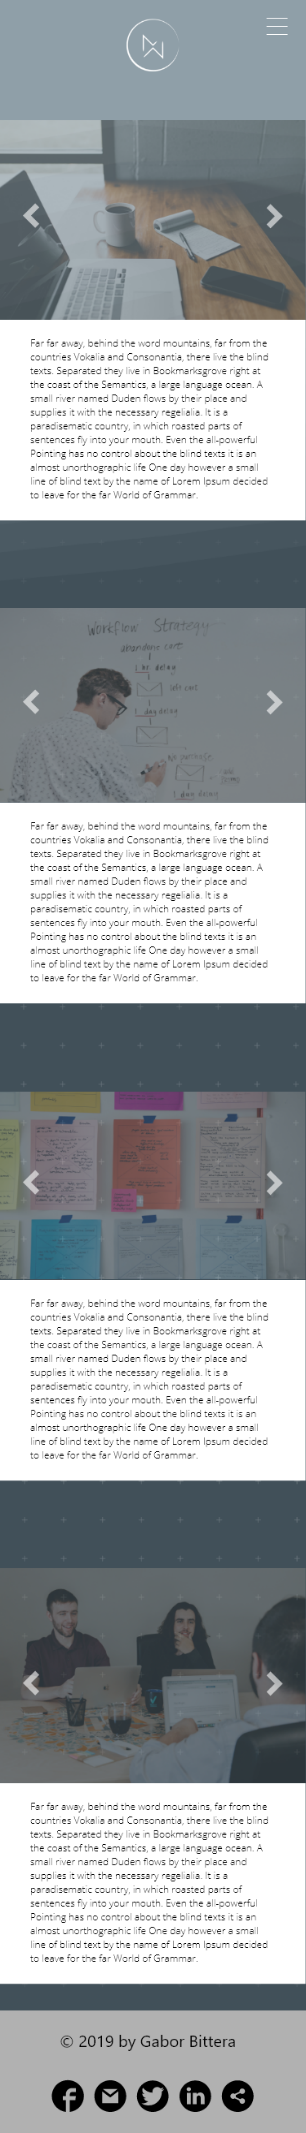 Far far away, behind the word mountains, far from the
countries Vokalia and Consonantia, there live the blind
texts. Separated they live in Bookmarksgrove right at
the coast of the Semantics, a large language ocean. A
small river named Duden flows by their place and
supplies it with the necessary regelialia. It is a
paradisematic country, in which roasted parts of
sentences fly into your mouth. Even the all-powerful
Pointing has no control about the blind texts it is an
almost unorthographic life One day however a small
line of blind text by the name of Lorem Ipsum decided
to leave for the far World of Grammar.
Workflow Strategy
abandoned cart
1 hr delay
1 day delay
no purchase
1 day delay
Far far away, behind the word mountains, far from the
countries Vokalia and Consonantia, there live the blind
texts. Separated they live in Bookmarksgrove right at
the coast of the Semantics, a large language ocean. A
small river named Duden flows by their place and
supplies it with the necessary regelialia. It is a
paradisematic country, in which roasted parts of
sentences fly into your mouth. Even the all-powerful
Pointing has no control about the blind texts it is an
almost unorthographic life One day however a small
line of blind text by the name of Lorem Ipsum decided
to leave for the far World of Grammar.
Far far away, behind the word mountains, far from the
countries Vokalia and Consonantia, there live the blind
texts. Separated they live in Bookmarksgrove right at
the coast of the Semantics, a large language ocean. A
small river named Duden flows by their place and
supplies it with the necessary regelialia. It is a
paradisematic country, in which roasted parts of
sentences fly into your mouth. Even the all-powerful
Pointing has no control about the blind texts it is an
almost unorthographic life One day however a small
line of blind text by the name of Lorem Ipsum decided
to leave for the far World of Grammar.
Far far away, behind the word mountains, far from the
countries Vokalia and Consonantia, there live the blind
texts. Separated they live in Bookmarksgrove right at
the coast of the Semantics, a large language ocean. A
small river named Duden flows by their place and
supplies it with the necessary regelialia. It is a
paradisematic country, in which roasted parts of
sentences fly into your mouth. Even the all-powerful
Pointing has no control about the blind texts it is an
almost unorthographic life One day however a small
line of blind text by the name of Lorem Ipsum decided
to leave for the far World of Grammar.
© 2019 by Gabor Bittera